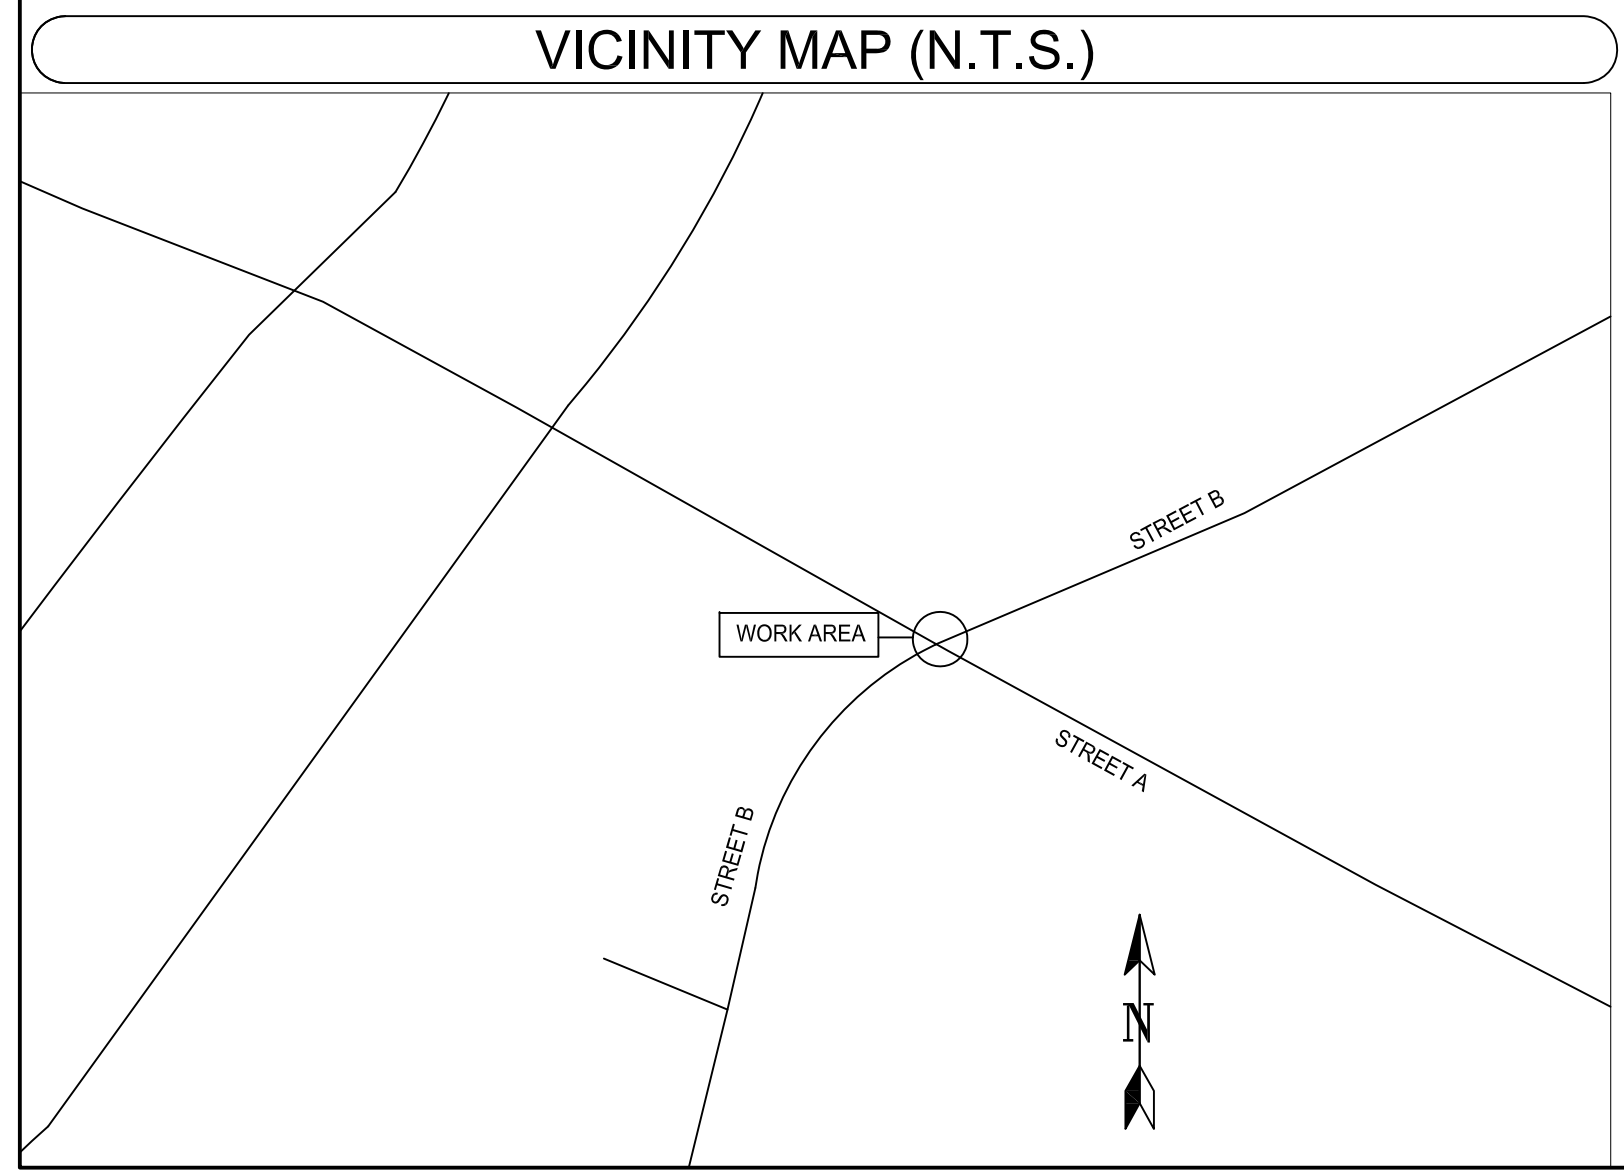 VICINITY MAP (N.T.S.)
STREET B
WORK AREA
STREET A
STREET B
N